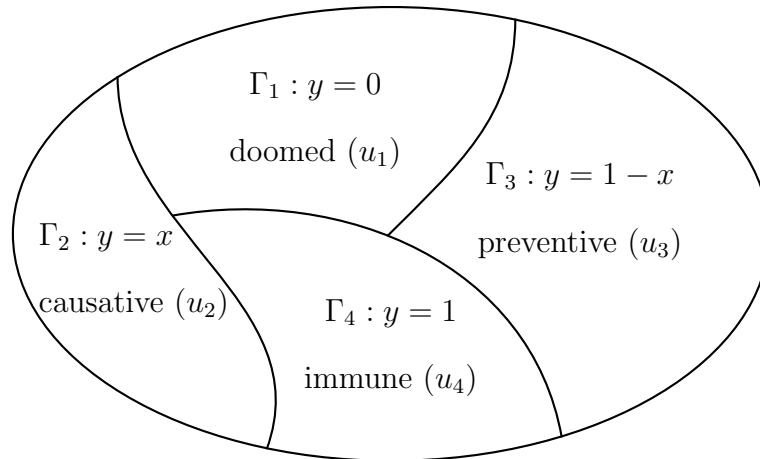 Γ₁ : y = 0
doomed (u₁)
Γ₃ : y = 1 − x
preventive (u₃)
Γ₂ : y = x
causative (u₂)
Γ₄ : y = 1
immune (u₄)